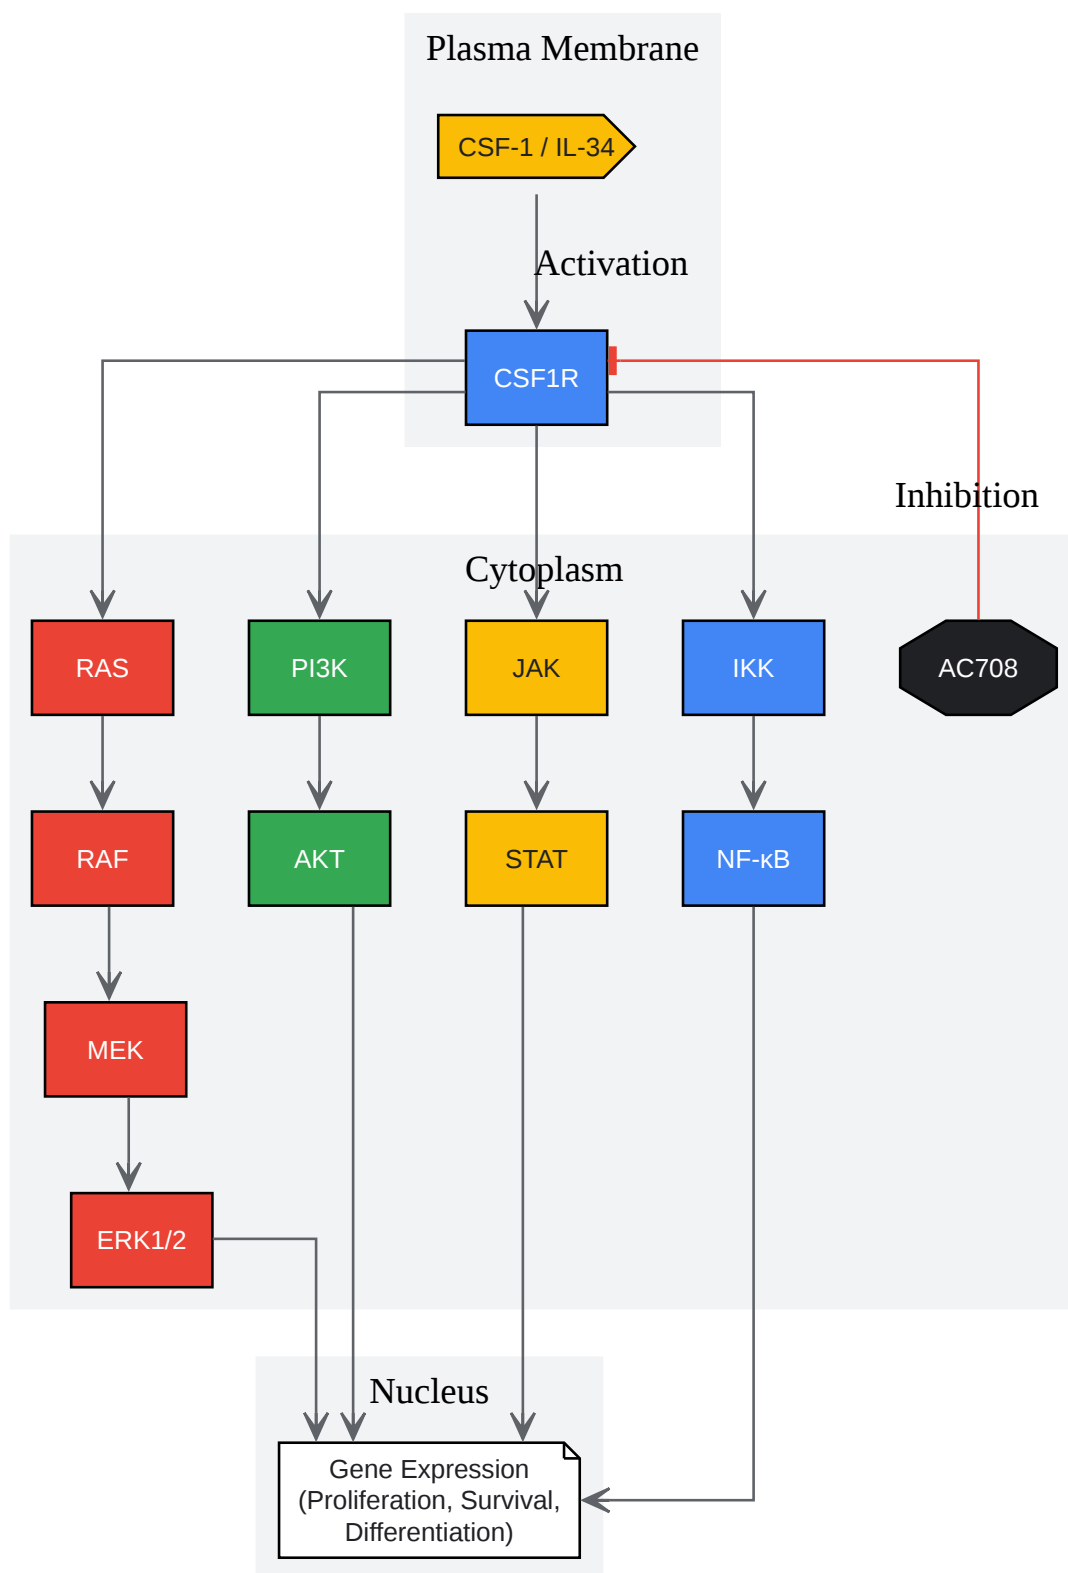 Plasma Membrane
CSF-1 / IL-34
Activation
CSF1R
Inhibition
Cytoplasm
RAS
PI3K
JAK
IKK
AC708
RAF
AKT
STAT
NF-κB
MEK
ERK1/2
Nucleus
Gene Expression
(Proliferation, Survival,
Differentiation)